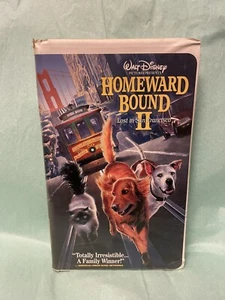 WALT DISNEY
PICTURES PRESENTS
HOMEWARD
BOUND
II
Lost in San Francisco
"Totally Irresistible...
A Family Winner!"